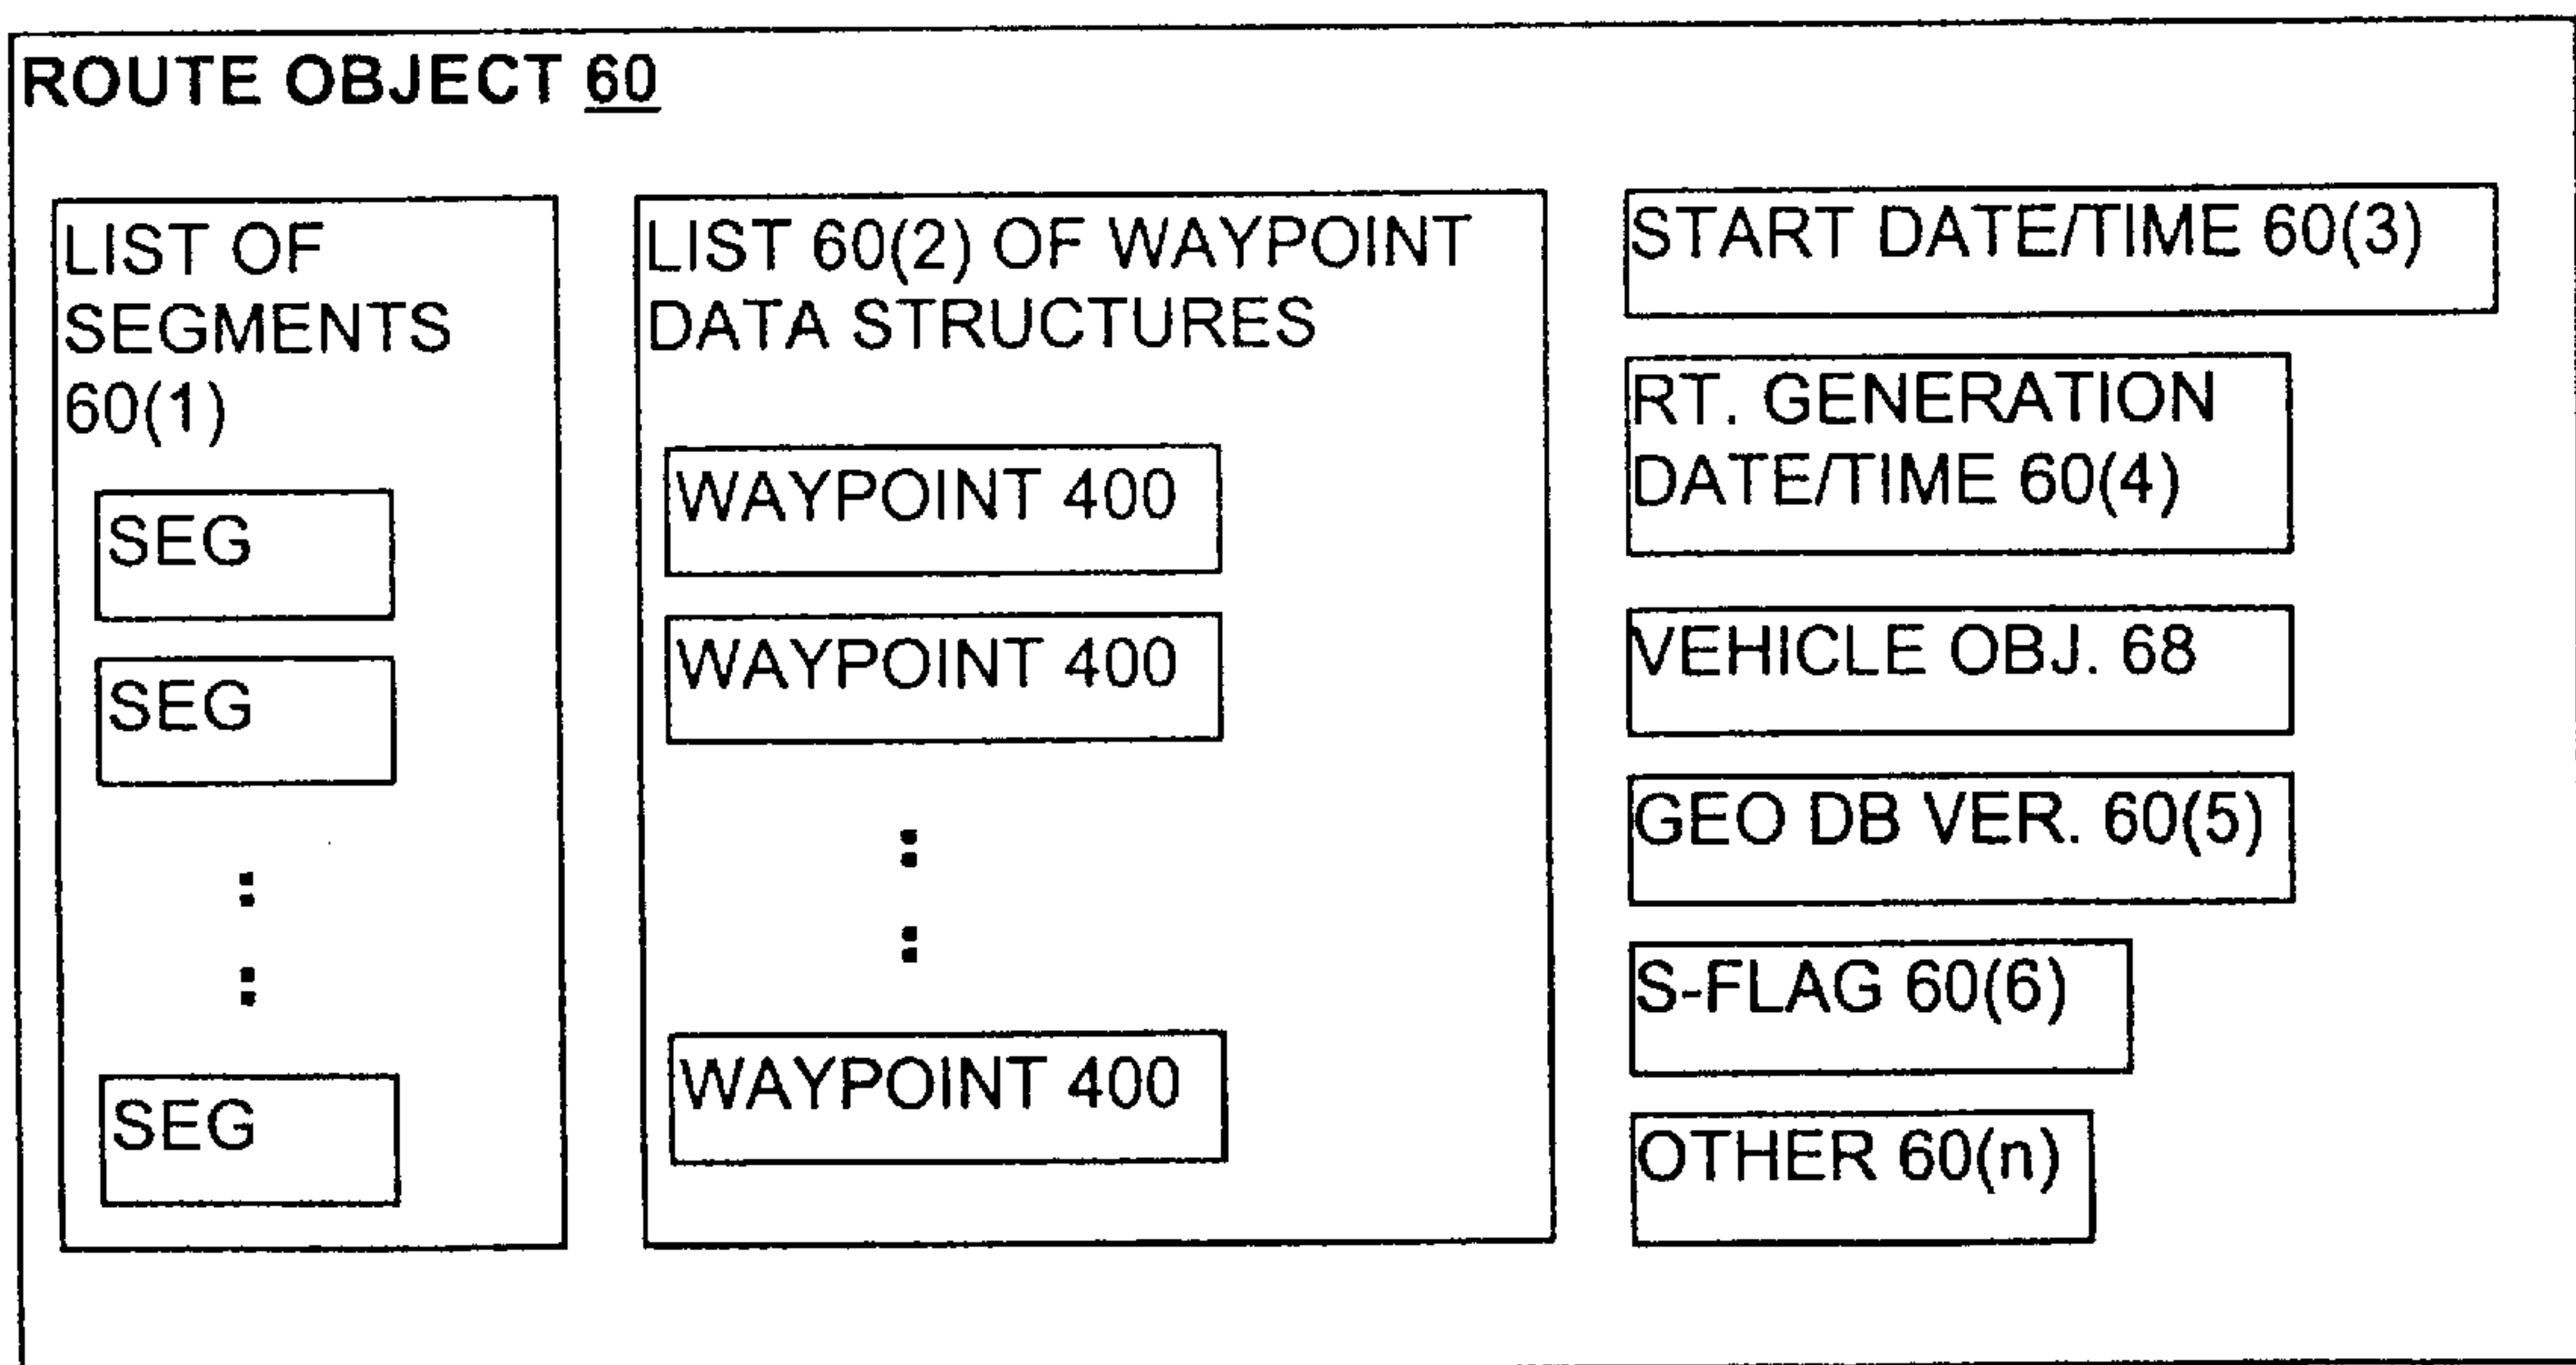 ROUTE OBJECT 60
LIST OF
SEGMENTS
60(1)
SEG
SEG
SEG
LIST 60(2) OF WAYPOINT
DATA STRUCTURES
WAYPOINT 400
WAYPOINT 400
WAYPOINT 400
START DATE/TIME 60(3)
RT. GENERATION
DATE/TIME 60(4)
VEHICLE OBJ. 68
GEO DB VER. 60(5)
S-FLAG 60(6)
OTHER 60(n)